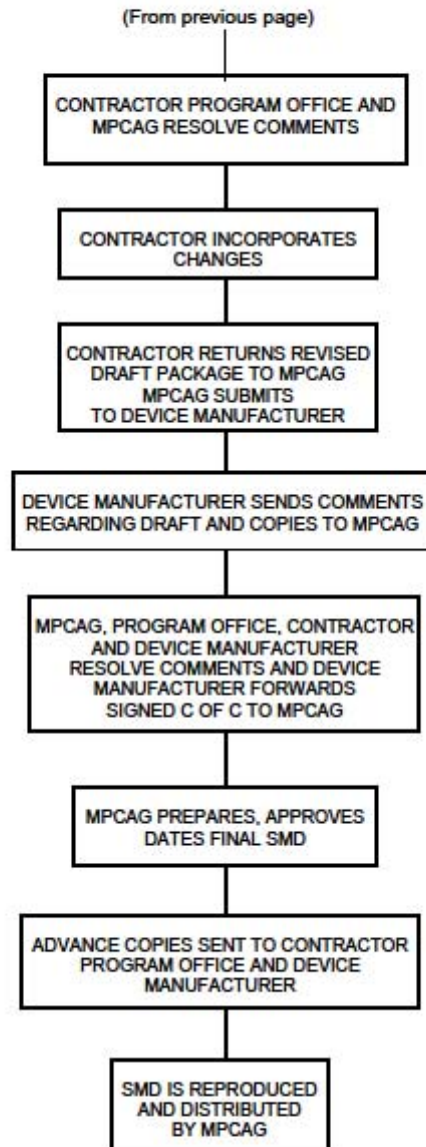 (From previous page)
CONTRACTOR PROGRAM OFFICE AND
MPCAG RESOLVE COMMENTS
CONTRACTOR INCORPORATES
CHANGES
CONTRACTOR RETURNS REVISED
DRAFT PACKAGE TO MPCAG
MPCAG SUBMITS
TO DEVICE MANUFACTURER
DEVICE MANUFACTURER SENDS COMMENTS
REGARDING DRAFT AND COPIES TO MPCAG
MPCAG, PROGRAM OFFICE, CONTRACTOR
AND DEVICE MANUFACTURER
RESOLVE COMMENTS AND DEVICE
MANUFACTURER FORWARDS
SIGNED C OF C TO MPCAG
MPCAG PREPARES, APPROVES
DATES FINAL SMD
ADVANCE COPIES SENT TO CONTRACTOR
PROGRAM OFFICE AND DEVICE
MANUFACTURER
SMD IS REPRODUCED
AND DISTRIBUTED
BY MPCAG